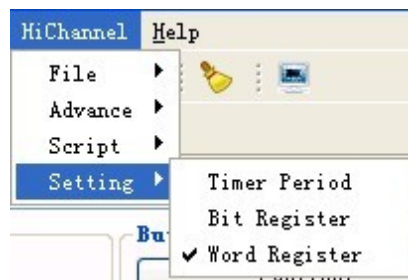 HiChannel Help
File
Advance
Script
Setting
Timer Period
Bit Register
Word Register